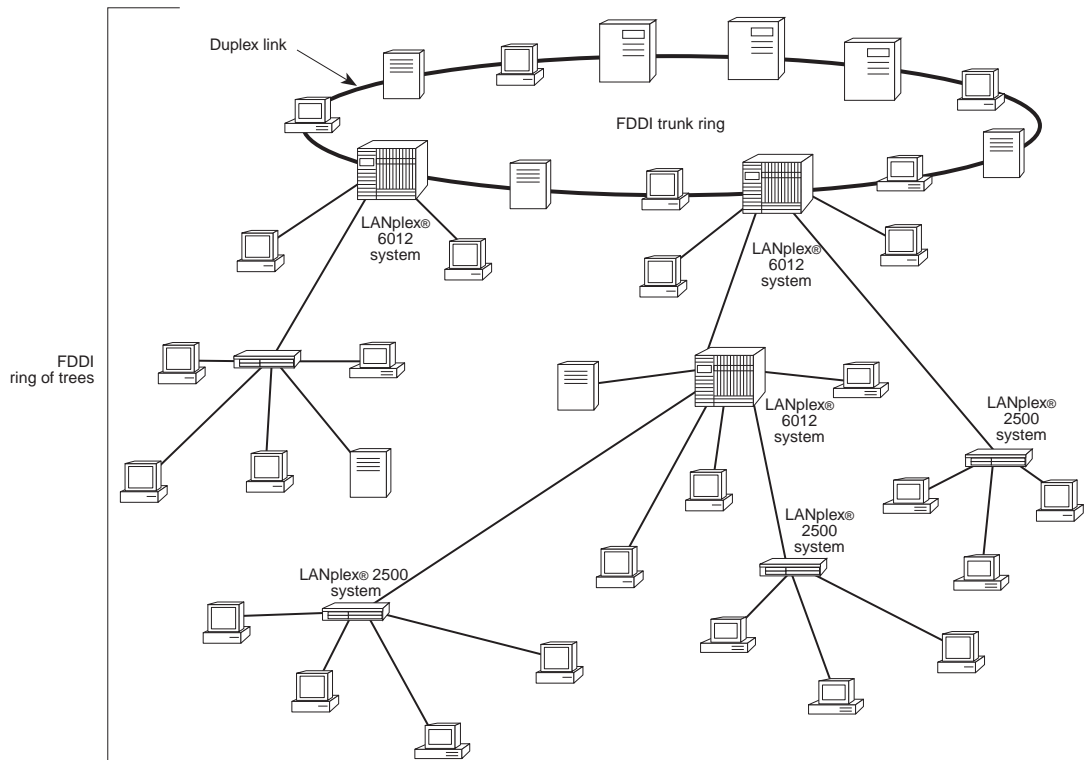 Duplex link
FDDI trunk ring
LANplex®
6012
system
LANplex®
6012
system
FDDI
ring of trees
LANplex®
6012
system
LANplex®
2500
system
LANplex®
2500
system
LANplex® 2500
system